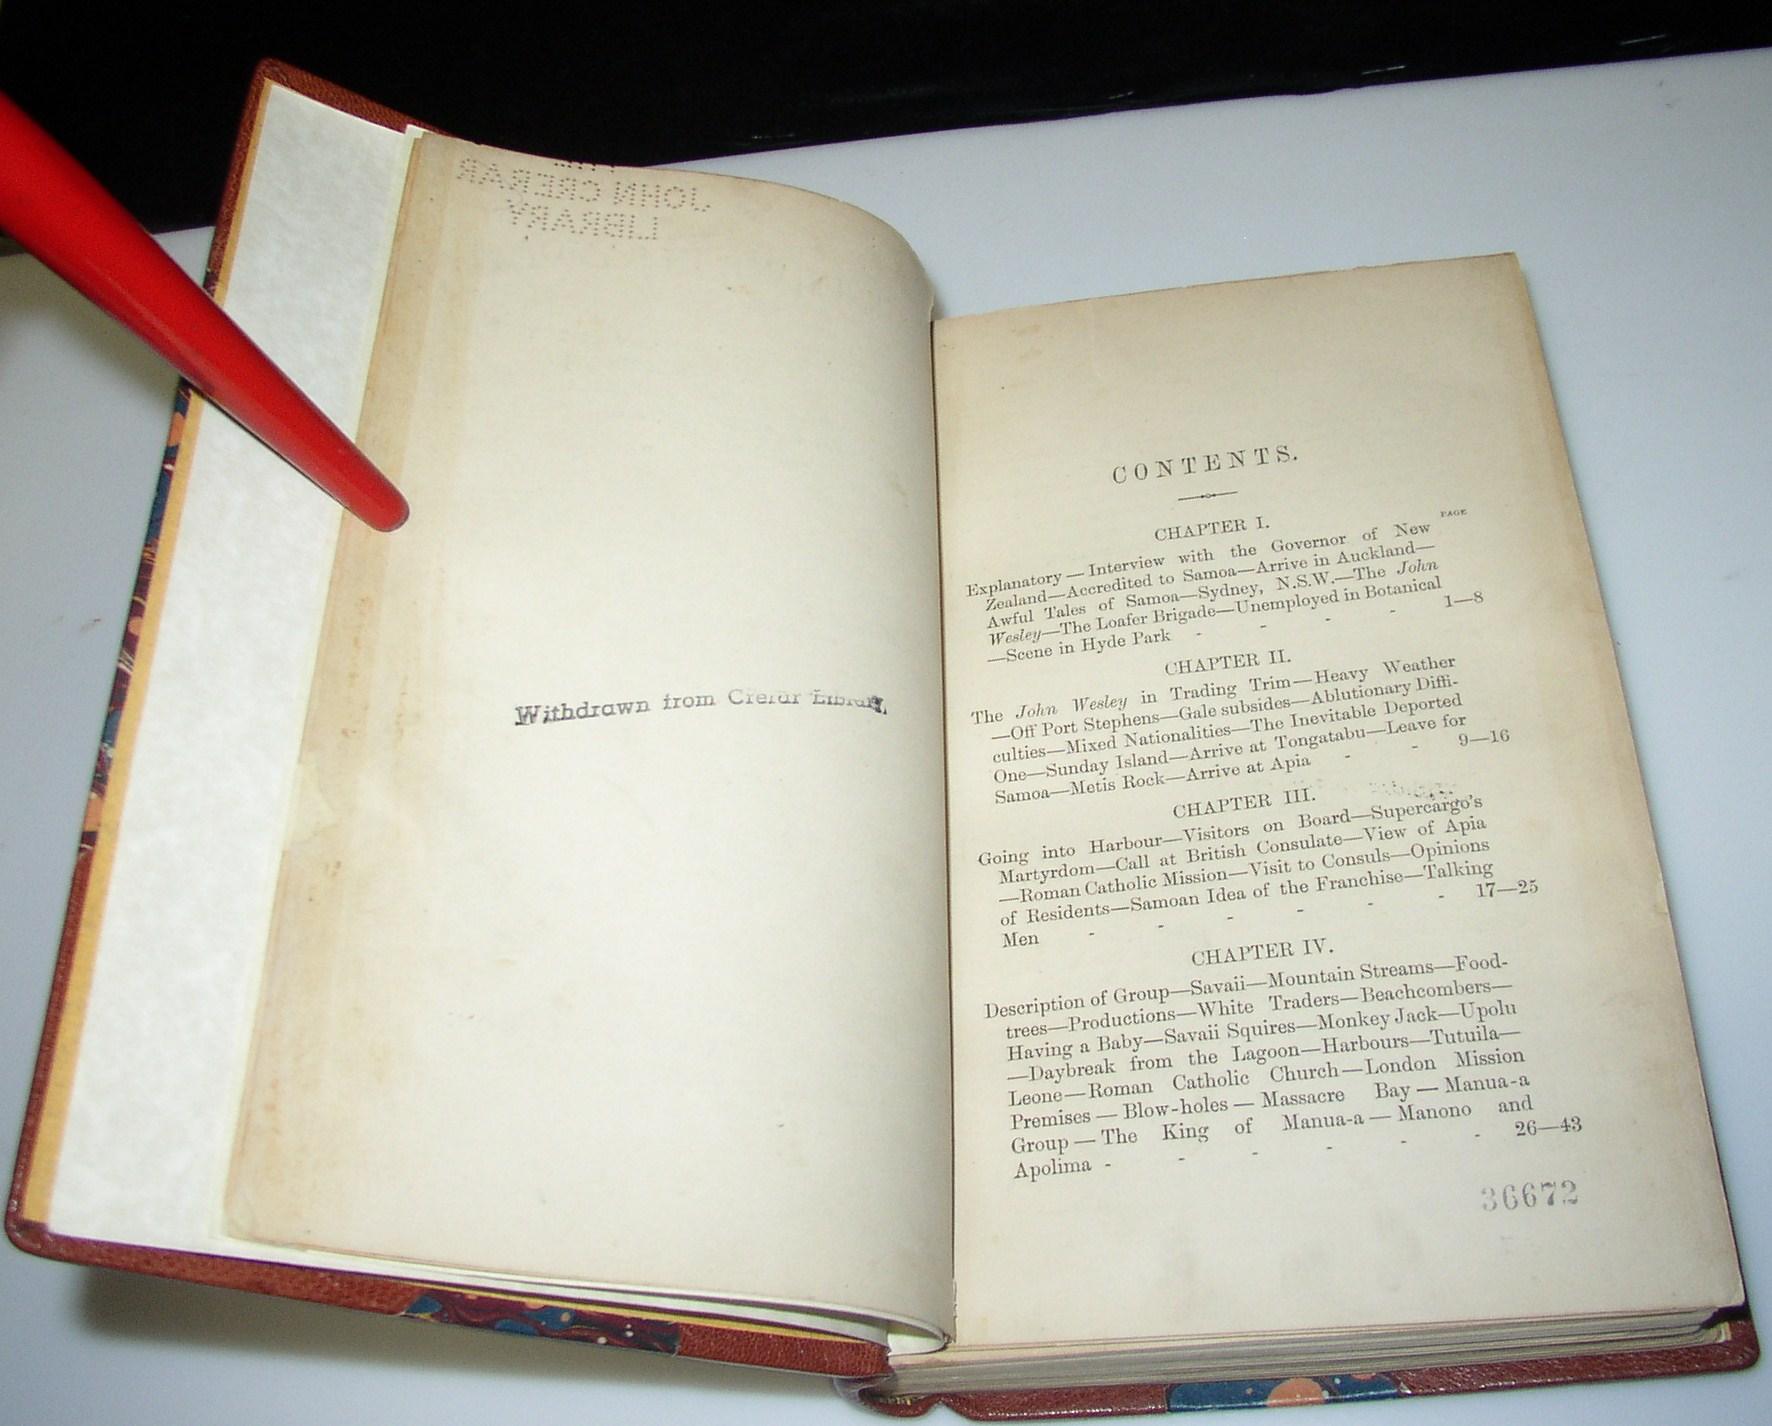 JOHN CRERAR
LIBRARY
Withdrawn from Crerar Library
CONTENTS.
CHAPTER I.
PAGE
Explanatory — Interview with the Governor of New
Zealand—Accredited to Samoa—Arrive in Auckland—
Awful Tales of Samoa—Sydney, N.S.W.—The John
Wesley—The Loafer Brigade—Unemployed in Botanical
—Scene in Hyde Park - - - - 1—8
CHAPTER II.
The John Wesley in Trading Trim—Heavy Weather
—Off Port Stephens—Gale subsides—Ablutionary Diffi-
culties—Mixed Nationalities—The Inevitable Deported
One—Sunday Island—Arrive at Tongatabu—Leave for
Samoa—Metis Rock—Arrive at Apia - - 9—16
CHAPTER III.
Going into Harbour—Visitors on Board—Supercargo's
Martyrdom—Call at British Consulate—View of Apia
—Roman Catholic Mission—Visit to Consuls—Opinions
of Residents—Samoan Idea of the Franchise—Talking
Men - - - - - - 17—25
CHAPTER IV.
Description of Group—Savaii—Mountain Streams—Food-
trees—Productions—White Traders—Beachcombers—
Having a Baby—Savaii Squires—Monkey Jack—Upolu
—Daybreak from the Lagoon—Harbours—Tutuila—
Leone—Roman Catholic Church—London Mission
Premises — Blow-holes — Massacre Bay — Manua-a
Group — The King of Manua-a — Manono and
Apolima - - - - - - 26—43
36672